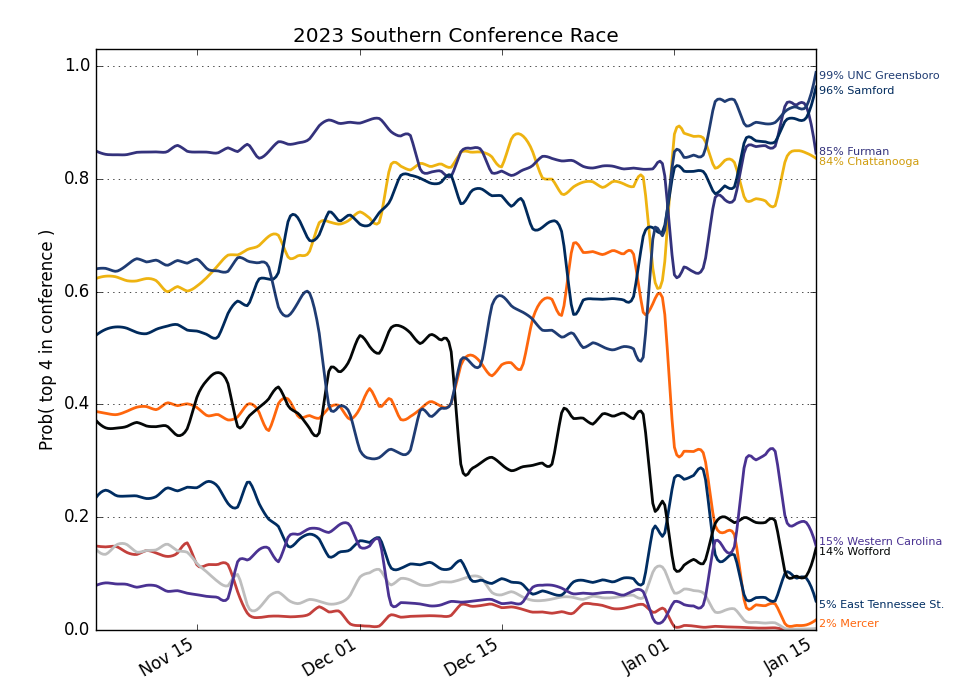 2023 Southern Conference Race
Prob( top 4 in conference )
1.0
0.8
0.6
0.4
0.2
0.0
Nov 15
Dec 01
Dec 15
Jan 01
Jan 15
99% UNC Greensboro
96% Samford
85% Furman
84% Chattanooga
15% Western Carolina
14% Wofford
5% East Tennessee St.
2% Mercer